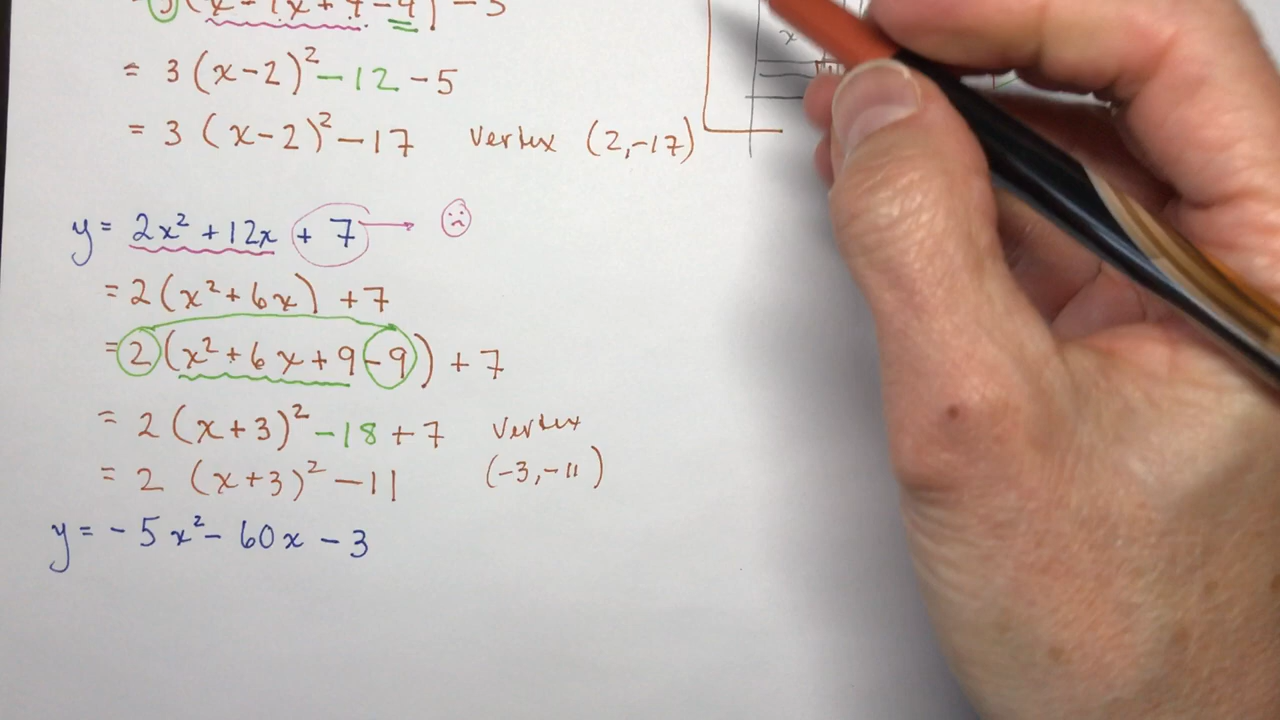 = 3 (x - 2)² - 12 - 5
= 3 (x - 2)² - 17 vertex (2, -17)
x
y = 2x² + 12x + 7
= 2 (x² + 6x) + 7
= 2 (x² + 6x + 9 - 9) + 7
= 2 (x + 3)² - 18 + 7 vertex
= 2 (x + 3)² - 11 (-3, -11)
y = -5x² - 60x - 3